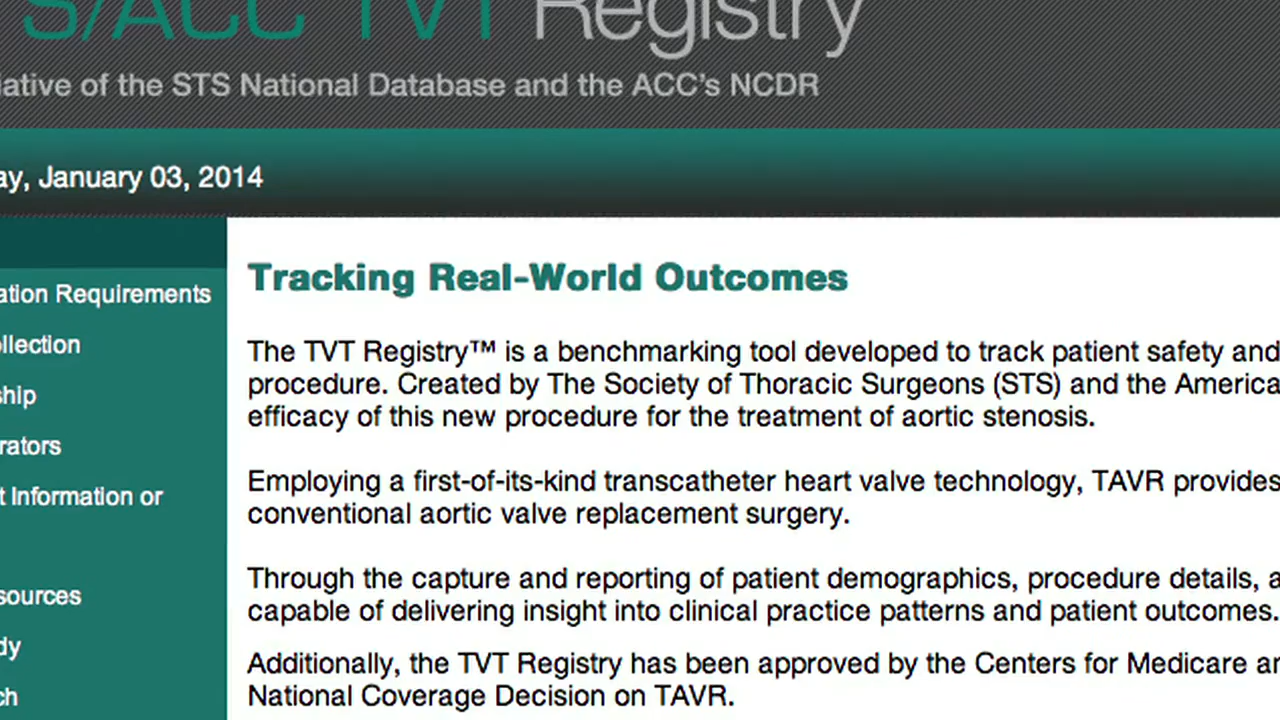 S/ACC TVT Registry
iative of the STS National Database and the ACC's NCDR
ay, January 03, 2014
Tracking Real-World Outcomes
ation Requirements
ollection
ship
rators
t Information or
sources
dy
ch
The TVT Registry™ is a benchmarking tool developed to track patient safety and
procedure. Created by The Society of Thoracic Surgeons (STS) and the America
efficacy of this new procedure for the treatment of aortic stenosis.
Employing a first-of-its-kind transcatheter heart valve technology, TAVR provides
conventional aortic valve replacement surgery.
Through the capture and reporting of patient demographics, procedure details, a
capable of delivering insight into clinical practice patterns and patient outcomes.
Additionally, the TVT Registry has been approved by the Centers for Medicare an
National Coverage Decision on TAVR.